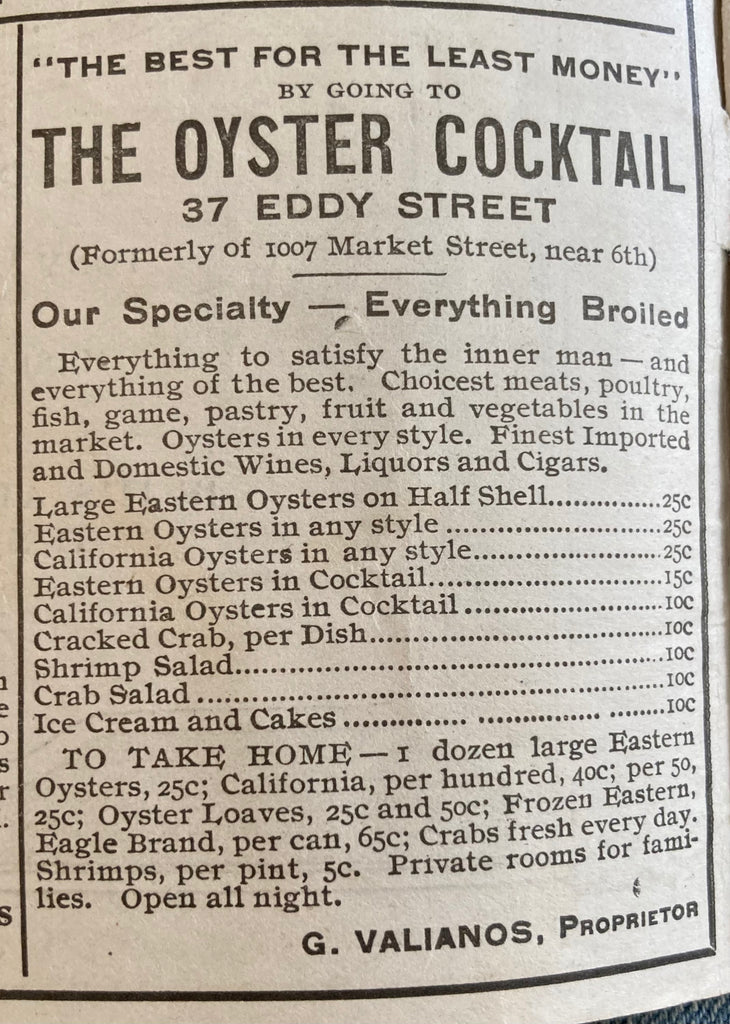 "THE BEST FOR THE LEAST MONEY"
BY GOING TO
THE OYSTER COCKTAIL
37 EDDY STREET
(Formerly of 1007 Market Street, near 6th)
Our Specialty — Everything Broiled
Everything to satisfy the inner man — and
everything of the best. Choicest meats, poultry,
fish, game, pastry, fruit and vegetables in the
market. Oysters in every style. Finest Imported
and Domestic Wines, Liquors and Cigars.
Large Eastern Oysters on Half Shell..............25c
Eastern Oysters in any style ..........................25c
California Oysters in any style.......................25c
Eastern Oysters in Cocktail............................15c
California Oysters in Cocktail ........................10c
Cracked Crab, per Dish...................................10c
Shrimp Salad....................................................10c
Crab Salad ........................................................10c
Ice Cream and Cakes .............. .............. ........10c
TO TAKE HOME — 1 dozen large Eastern
Oysters, 25c; California, per hundred, 40c; per 50,
25c; Oyster Loaves, 25c and 50c; Frozen Eastern,
Eagle Brand, per can, 65c; Crabs fresh every day.
Shrimps, per pint, 5c. Private rooms for fami-
lies. Open all night.
G. VALIANOS, PROPRIETOR